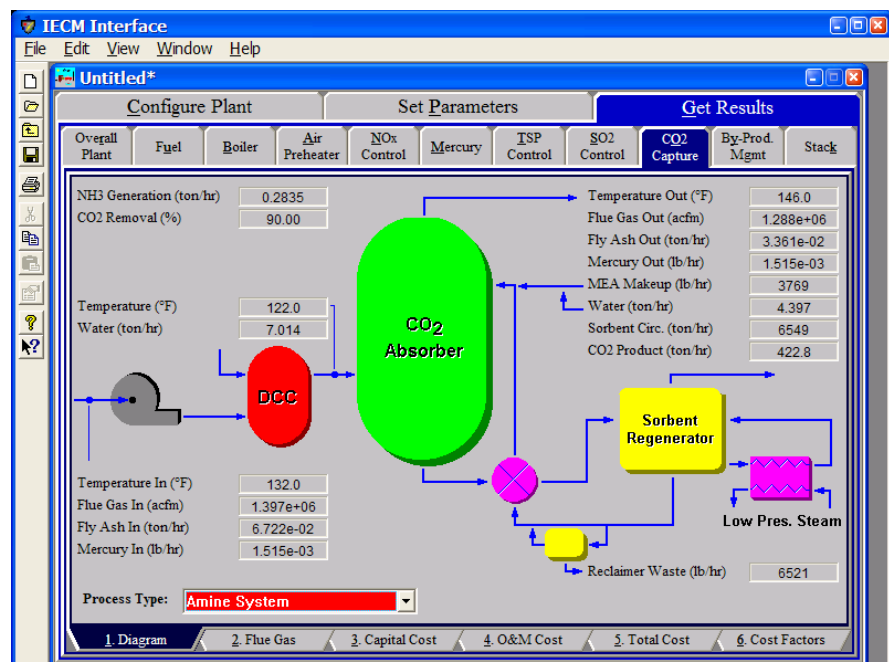 IECM Interface
File Edit View Window Help
Untitled*
Configure Plant Set Parameters Get Results
Overall Plant Fuel Boiler Air Preheater NOx Control Mercury TSP Control SO2 Control CO2 Capture By-Prod. Mgmt Stack
NH3 Generation (ton/hr) 0.2835
CO2 Removal (%) 90.00
Temperature Out (°F) 146.0
Flue Gas Out (acfm) 1.288e+06
Fly Ash Out (ton/hr) 3.361e-02
Mercury Out (lb/hr) 1.515e-03
MEA Makeup (lb/hr) 3769
Water (ton/hr) 4.397
Sorbent Circ. (ton/hr) 6549
CO2 Product (ton/hr) 422.8
Temperature (°F) 122.0
Water (ton/hr) 7.014
CO2
Absorber
DCC
Sorbent
Regenerator
Low Pres. Steam
Temperature In (°F) 132.0
Flue Gas In (acfm) 1.397e+06
Fly Ash In (ton/hr) 6.722e-02
Mercury In (lb/hr) 1.515e-03
Reclaimer Waste (lb/hr) 6521
Process Type: Amine System
1. Diagram 2. Flue Gas 3. Capital Cost 4. O&M Cost 5. Total Cost 6. Cost Factors